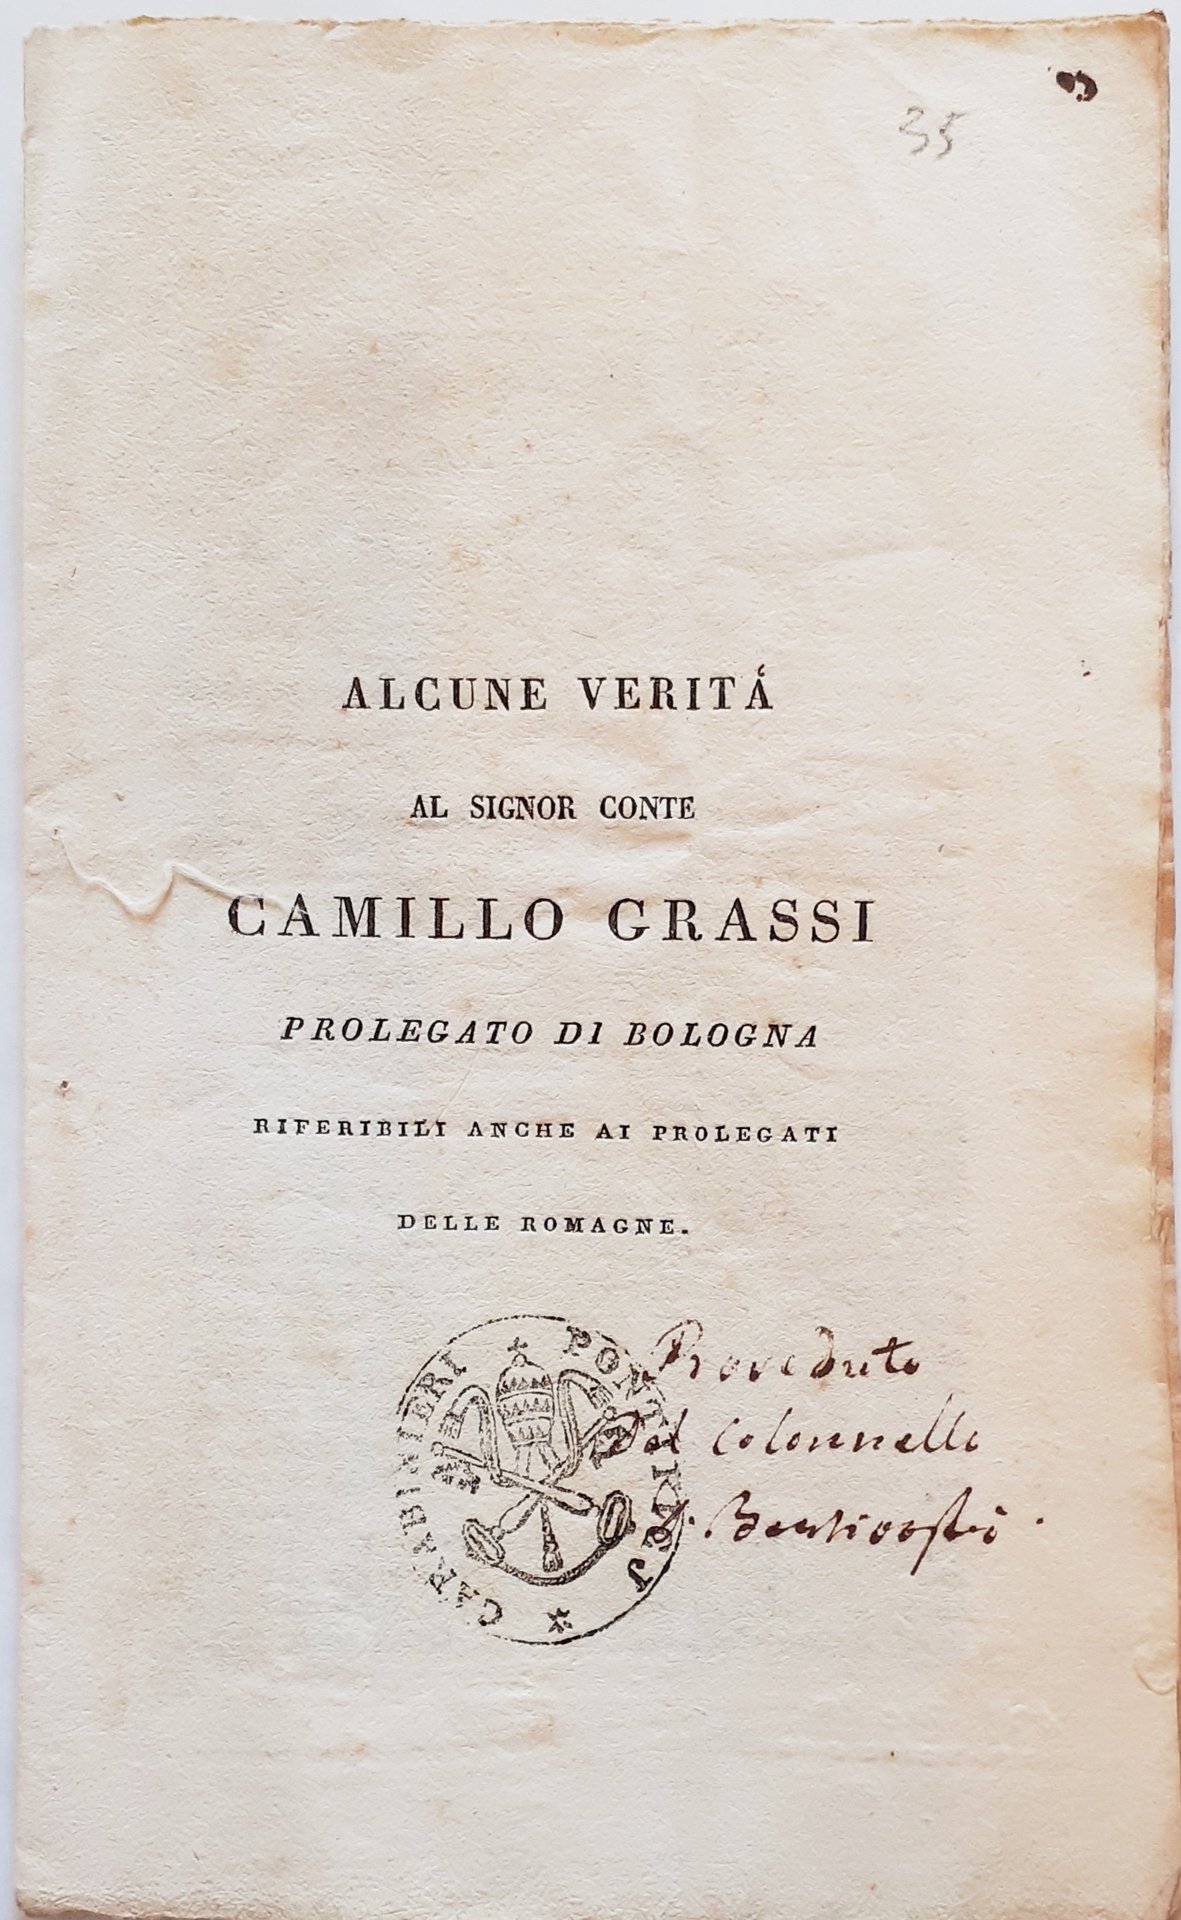 35
ALCUNE VERITÁ
AL SIGNOR CONTE
CAMILLO GRASSI
PROLEGATO DI BOLOGNA
RIFERIBILI ANCHE AI PROLEGATI
DELLE ROMAGNE.
CARABINIERI PONTIFICJ
Proveduto
Dal Colonnello